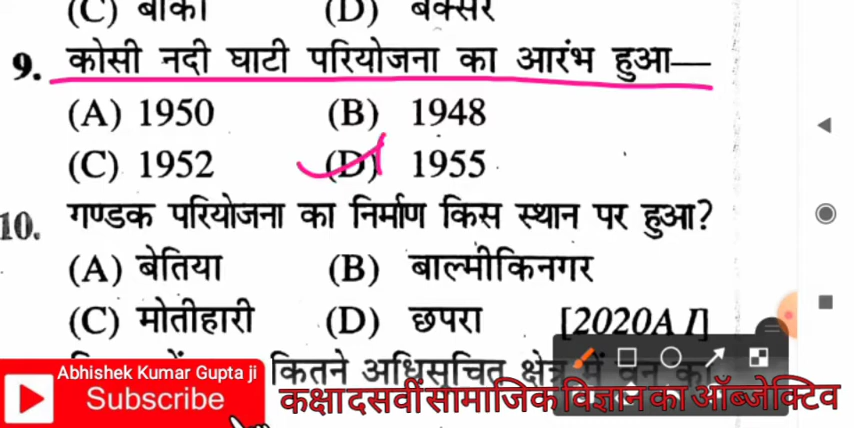 (C) बांका (D) बक्सर
9. कोसी नदी घाटी परियोजना का आरंभ हुआ—
(A) 1950 (B) 1948
(C) 1952 (D) 1955
10. गण्डक परियोजना का निर्माण किस स्थान पर हुआ?
(A) बेतिया (B) बाल्मीकिनगर
(C) मोतीहारी (D) छपरा [2020A I]
कितने अधिसूचित क्षेत्र में वन का
Abhishek Kumar Gupta ji
Subscribe
कक्षा दसवीं सामाजिक विज्ञान का ऑब्जेक्टिव